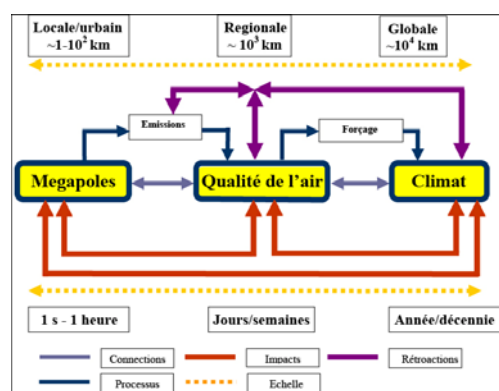 Locale/urbain
~1-10² km
Regionale
~ 10³ km
Globale
~10⁴ km
Emissions
Forçage
Megapoles
Qualité de l'air
Climat
1 s - 1 heure
Jours/semaines
Année/décennie
Connections
Impacts
Rétroactions
Processus
Echelle